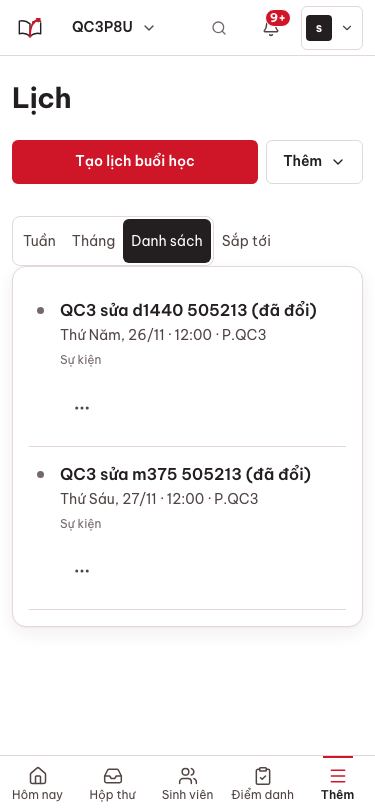 QC3P8U
9+
s
Lịch
Tạo lịch buổi học
Thêm
Tuần Tháng Danh sách Sắp tới
QC3 sửa d1440 505213 (đã đổi)
Thứ Năm, 26/11 · 12:00 · P.QC3
Sự kiện
...
QC3 sửa m375 505213 (đã đổi)
Thứ Sáu, 27/11 · 12:00 · P.QC3
Sự kiện
...
Hôm nay Hộp thư Sinh viên Điểm danh Thêm